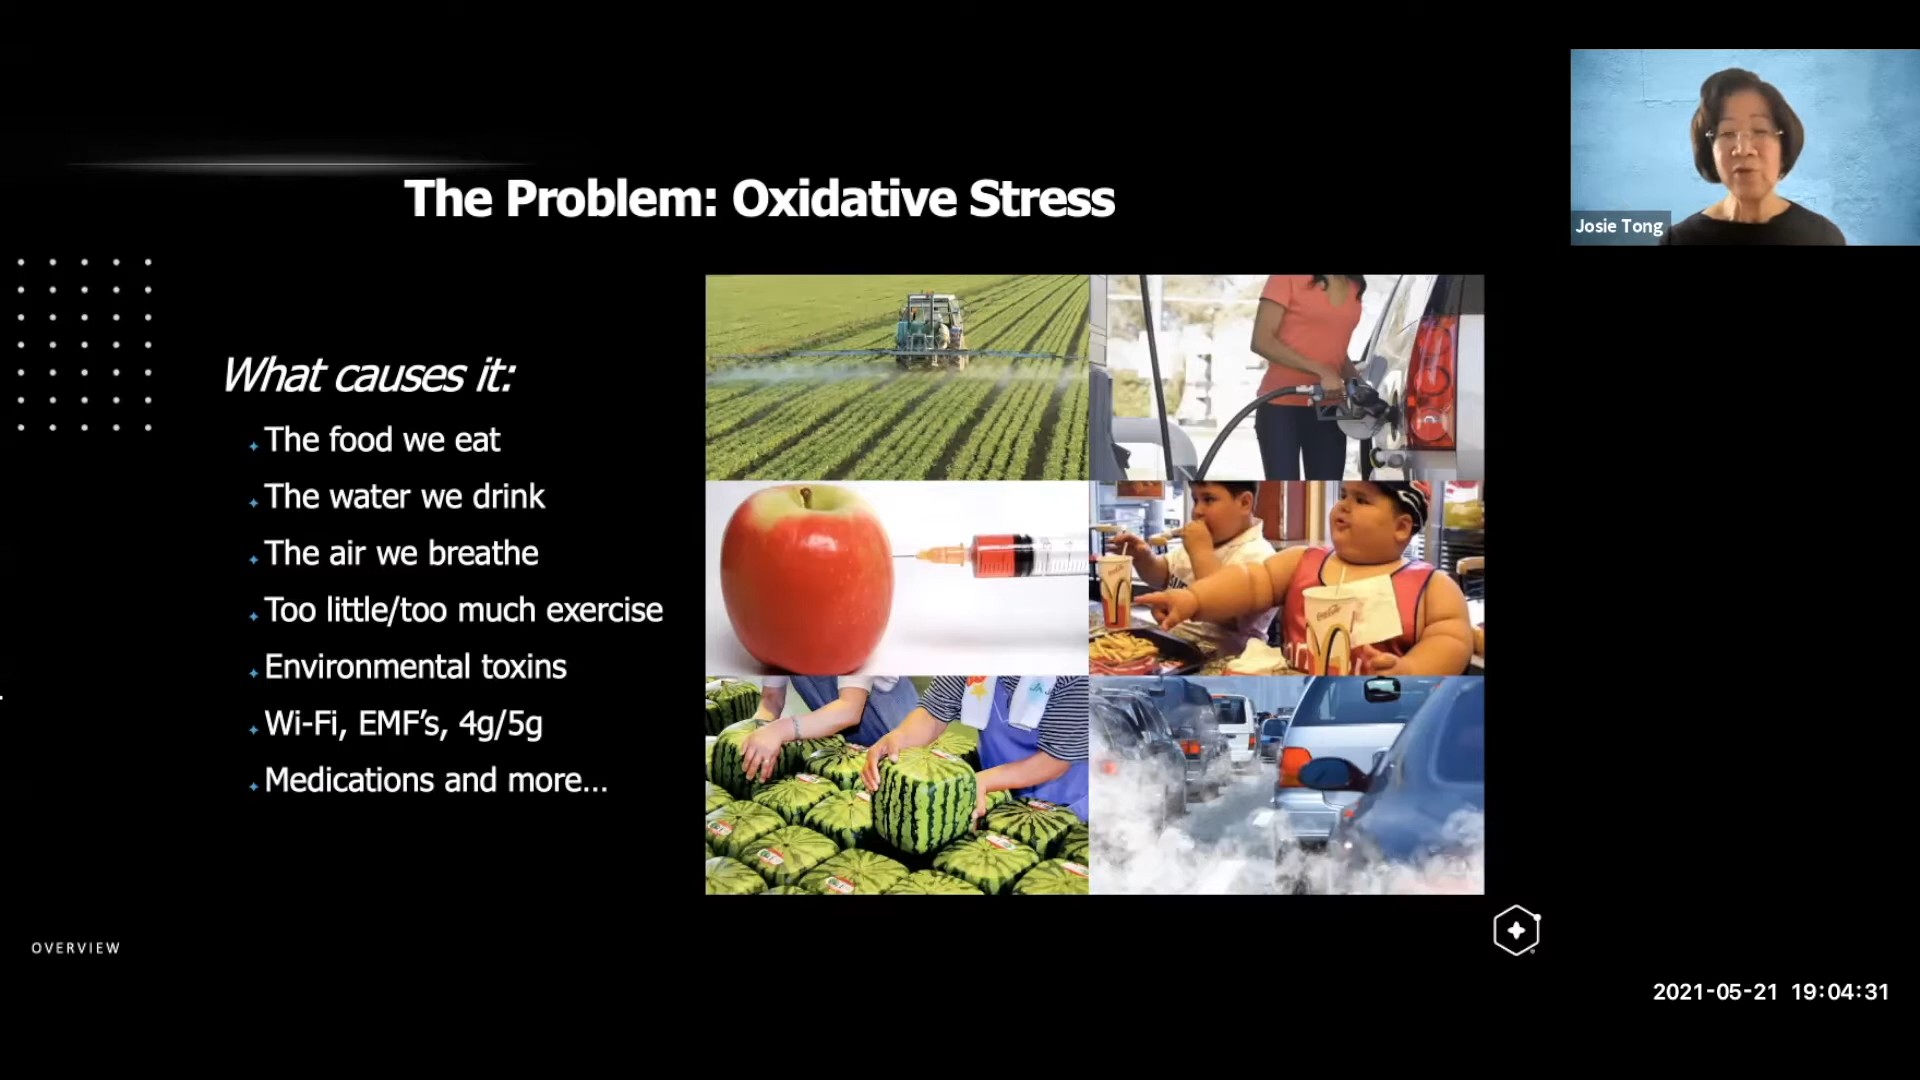 Josie Tong
The Problem: Oxidative Stress
What causes it:
The food we eat
The water we drink
The air we breathe
Too little/too much exercise
Environmental toxins
Wi-Fi, EMF's, 4g/5g
Medications and more...
OVERVIEW
2021-05-21 19:04:31